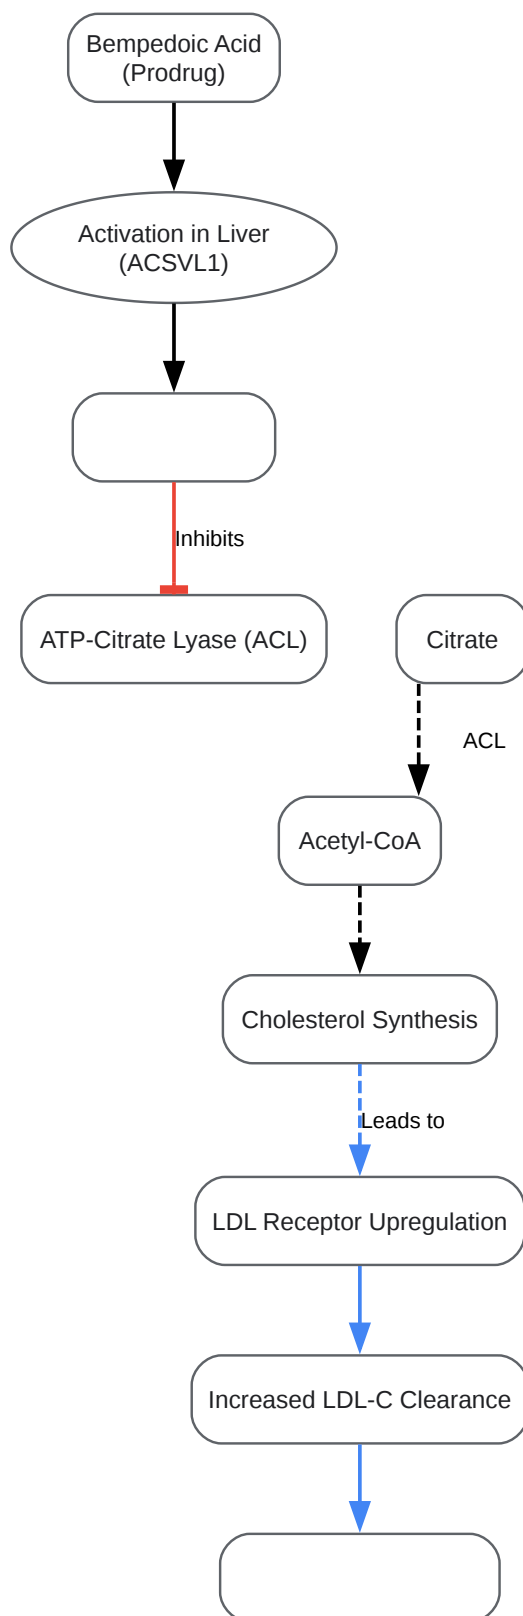 Bempedoic Acid
(Prodrug)
Activation in Liver
(ACSVL1)
Inhibits
ATP-Citrate Lyase (ACL)
Citrate
ACL
Acetyl-CoA
Cholesterol Synthesis
Leads to
LDL Receptor Upregulation
Increased LDL-C Clearance